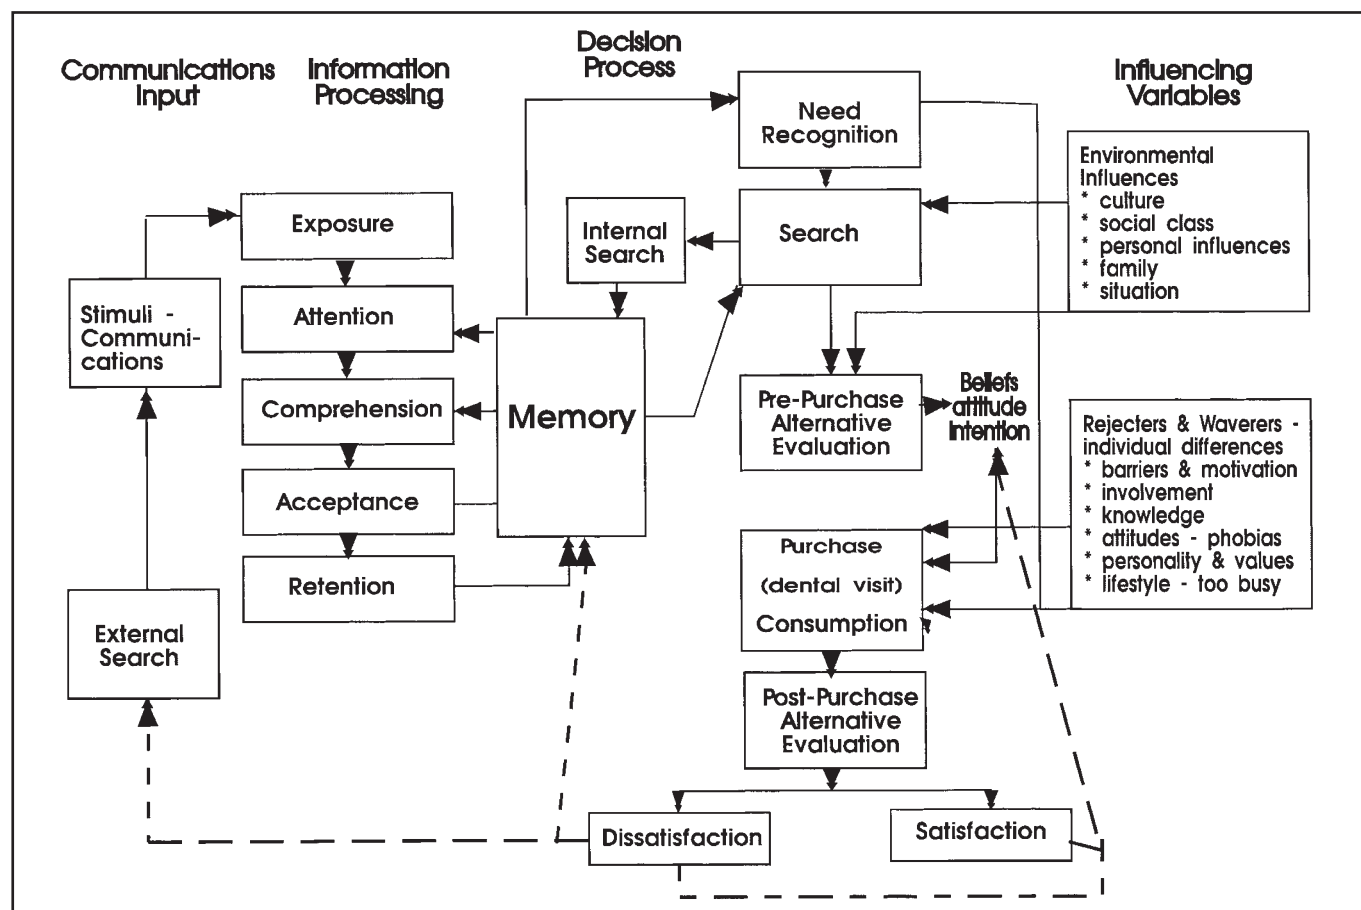 Communications
Input
Information
Processing
Decision
Process
Influencing
Variables
Stimuli -
Communi-
cations
External
Search
Exposure
Attention
Comprehension
Acceptance
Retention
Internal
Search
Memory
Need
Recognition
Search
Pre-Purchase
Alternative
Evaluation
Beliefs
attitude
Intention
Purchase
(dental visit)
Consumption
Post-Purchase
Alternative
Evaluation
Dissatisfaction
Satisfaction
Environmental
Influences
* culture
* social class
* personal influences
* family
* situation
Rejecters & Waverers -
individual differences
* barriers & motivation
* involvement
* knowledge
* attitudes - phobias
* personality & values
* lifestyle - too busy